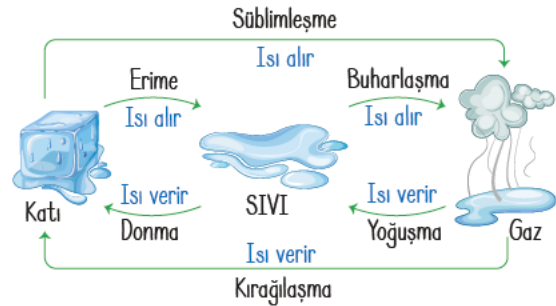 Süblimleşme
Isı alır
Erime
Buharlaşma
Isı alır
Isı alır
Katı
SIVI
Gaz
Isı verir
Isı verir
Donma
Yoğuşma
Isı verir
Kırağılaşma